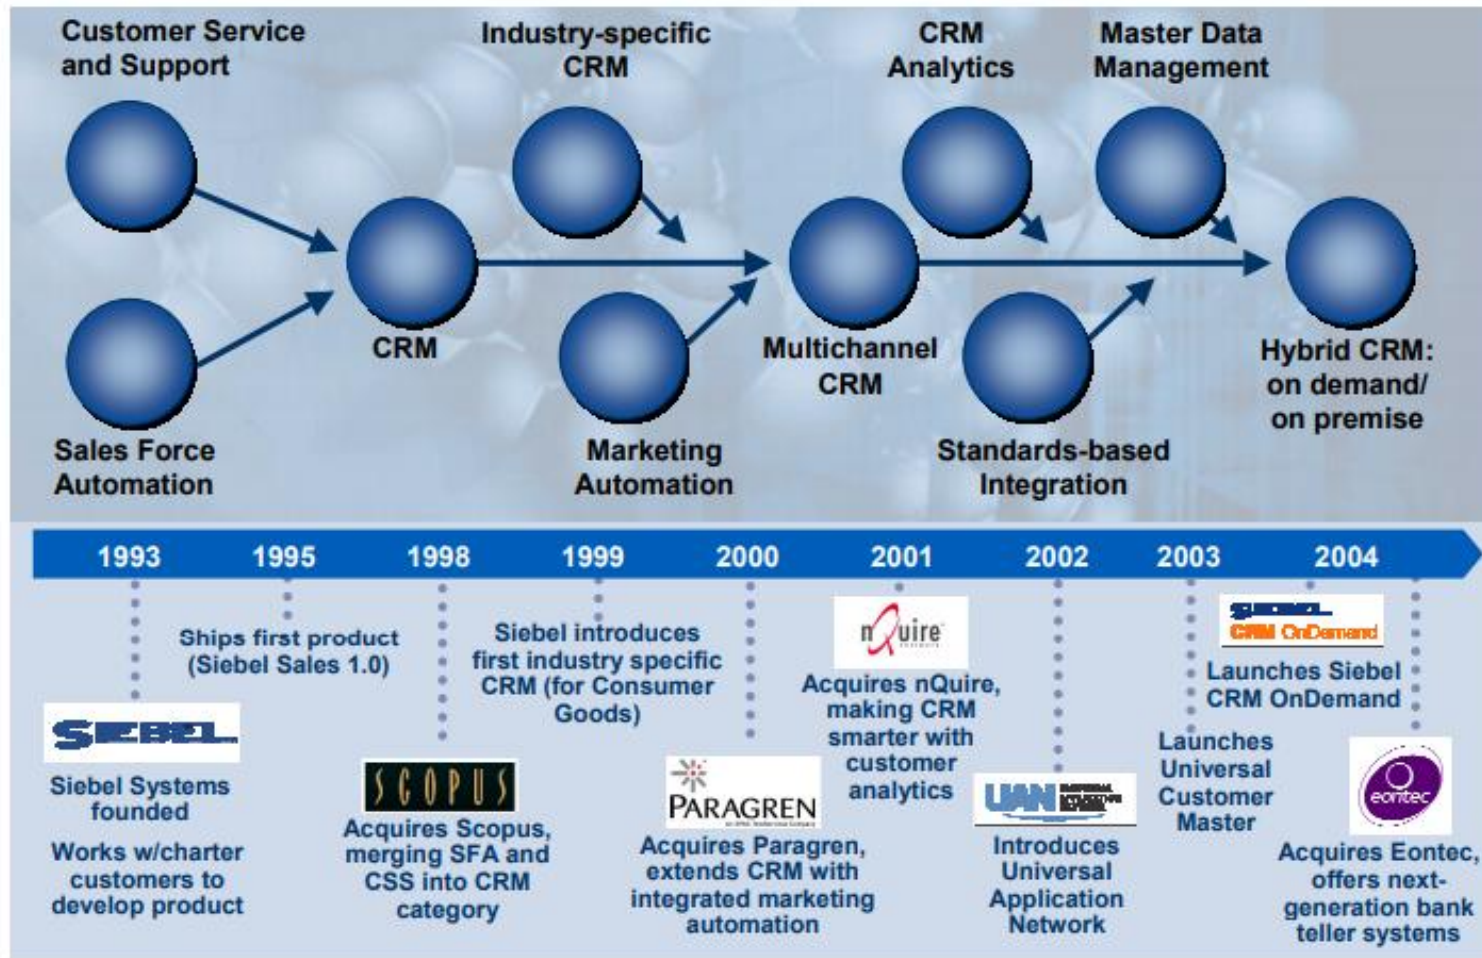 Customer Service
and Support
Industry-specific
CRM
CRM
Analytics
Master Data
Management
CRM
Multichannel
CRM
Hybrid CRM:
on demand/
on premise
Sales Force
Automation
Marketing
Automation
Standards-based
Integration
1993
1995
1998
1999
2000
2001
2002
2003
2004
SIEBEL
Siebel Systems
founded
Works w/charter
customers to
develop product
Ships first product
(Siebel Sales 1.0)
SCOPUS
Acquires Scopus,
merging SFA and
CSS into CRM
category
Siebel introduces
first industry specific
CRM (for Consumer
Goods)
PARAGREN
Acquires Paragren,
extends CRM with
integrated marketing
automation
nQuire
Acquires nQuire,
making CRM
smarter with
customer
analytics
UAN
Introduces
Universal
Application
Network
Launches
Universal
Customer
Master
SIEBEL
CRM OnDemand
Launches Siebel
CRM OnDemand
eontec
Acquires Eontec,
offers next-
generation bank
teller systems